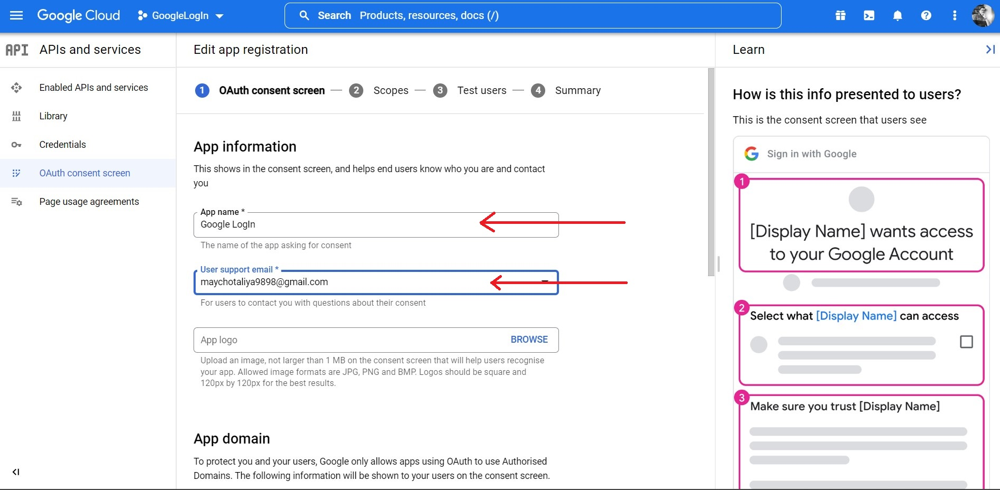 Google Cloud
GoogleLogIn
Search Products, resources, docs (/)
API APIs and services
Enabled APIs and services
Library
Credentials
OAuth consent screen
Page usage agreements
Edit app registration
1 OAuth consent screen — 2 Scopes — 3 Test users — 4 Summary
App information
This shows in the consent screen, and helps end users know who you are and contact
you
App name *
Google LogIn
The name of the app asking for consent
User support email *
maychotaliya9898@gmail.com
For users to contact you with questions about their consent
App logo BROWSE
Upload an image, not larger than 1 MB on the consent screen that will help users recognise
your app. Allowed image formats are JPG, PNG and BMP. Logos should be square and
120px by 120px for the best results.
App domain
To protect you and your users, Google only allows apps using OAuth to use Authorised
Domains. The following information will be shown to your users on the consent screen.
Learn
How is this info presented to users?
This is the consent screen that users see
Sign in with Google
1
[Display Name] wants access
to your Google Account
2
Select what [Display Name] can access
3
Make sure you trust [Display Name]